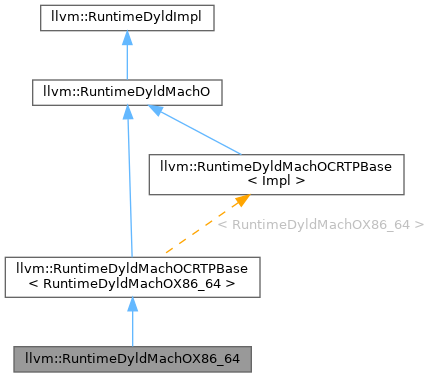 llvm::RuntimeDyldImpl
llvm::RuntimeDyldMachO
llvm::RuntimeDyldMachOCRTPBase
< Impl >
< RuntimeDyldMachOX86_64 >
llvm::RuntimeDyldMachOCRTPBase
< RuntimeDyldMachOX86_64 >
llvm::RuntimeDyldMachOX86_64